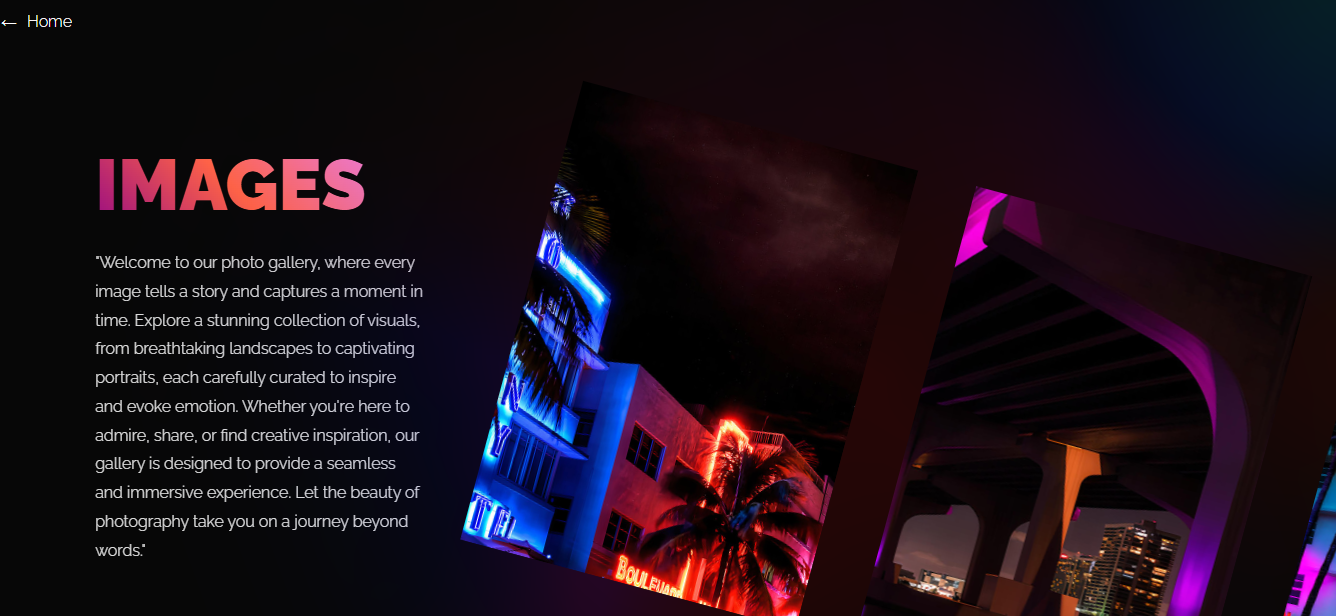 ← Home
IMAGES
"Welcome to our photo gallery, where every
image tells a story and captures a moment in
time. Explore a stunning collection of visuals,
from breathtaking landscapes to captivating
portraits, each carefully curated to inspire
and evoke emotion. Whether you're here to
admire, share, or find creative inspiration, our
gallery is designed to provide a seamless
and immersive experience. Let the beauty of
photography take you on a journey beyond
words."